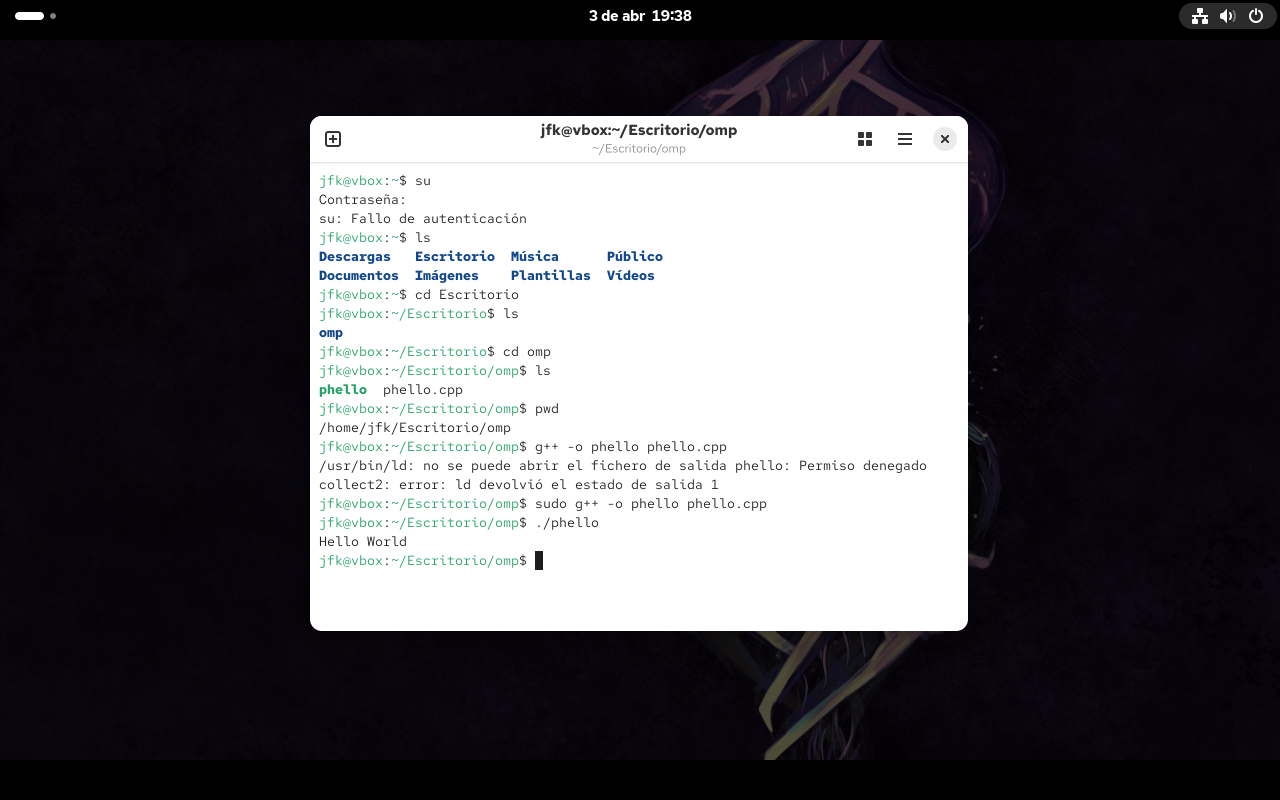 3 de abr 19:38
jfk@vbox:~/Escritorio/omp
~/Escritorio/omp
jfk@vbox:~$ su
Contraseña:
su: Fallo de autenticación
jfk@vbox:~$ ls
Descargas Escritorio Música Público
Documentos Imágenes Plantillas Vídeos
jfk@vbox:~$ cd Escritorio
jfk@vbox:~/Escritorio$ ls
omp
jfk@vbox:~/Escritorio$ cd omp
jfk@vbox:~/Escritorio/omp$ ls
phello phello.cpp
jfk@vbox:~/Escritorio/omp$ pwd
/home/jfk/Escritorio/omp
jfk@vbox:~/Escritorio/omp$ g++ -o phello phello.cpp
/usr/bin/ld: no se puede abrir el fichero de salida phello: Permiso denegado
collect2: error: ld devolvió el estado de salida 1
jfk@vbox:~/Escritorio/omp$ sudo g++ -o phello phello.cpp
jfk@vbox:~/Escritorio/omp$ ./phello
Hello World
jfk@vbox:~/Escritorio/omp$